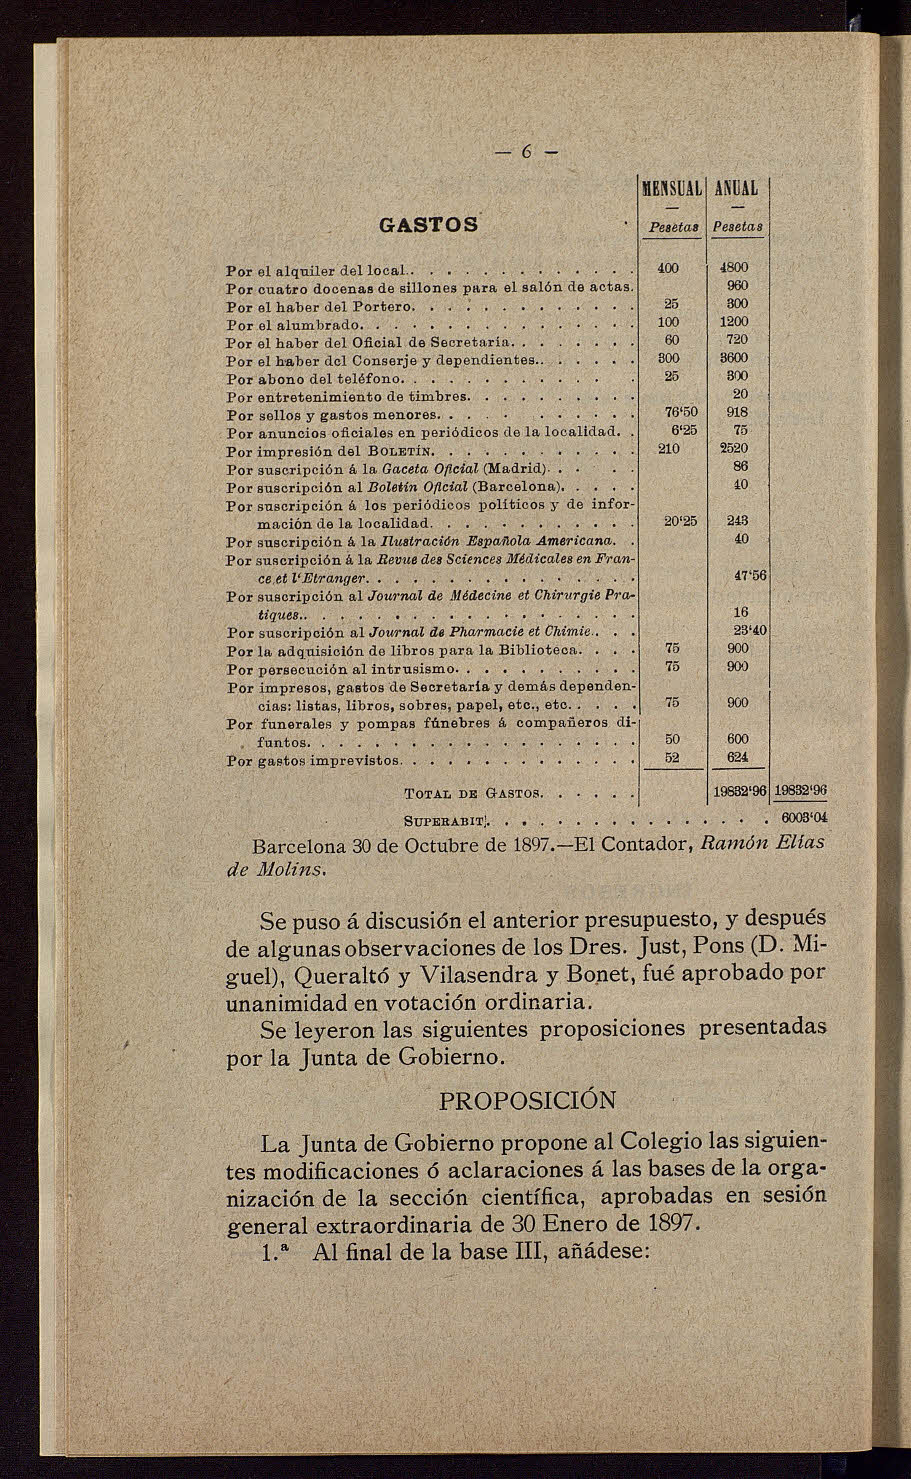 — 6 —
MENSUAL ANUAL
— —
GASTOS Pesetas Pesetas
Por el alquiler del local.. . . . . . . . . . . . . 400 4800
Por cuatro docenas de sillones para el salón de actas. 960
Por el haber del Portero. . . . . . . . . . . . . 25 300
Por el alumbrado. . . . . . . . . . . . . . . . 100 1200
Por el haber del Oficial de Secretaría. . . . . . . . 60 720
Por el haber del Conserje y dependientes.. . . . . . 300 3600
Por abono del teléfono. . . . . . . . . . . . . 25 300
Por entretenimiento de timbres. . . . . . . . . . 20
Por sellos y gastos menores. . . . . . . . . . . 76'50 918
Por anuncios oficiales en periódicos de la localidad. . 6'25 75
Por impresión del BOLETÍN. . . . . . . . . . . . 210 2520
Por suscripción á la Gaceta Oficial (Madrid). . . . . 86
Por suscripción al Boletín Oficial (Barcelona). . . . . 40
Por suscripción á los periódicos políticos y de infor-
mación de la localidad. . . . . . . . . . . . 20'25 243
Por suscripción á la Ilustración Española Americana. . 40
Por suscripción á la Revue des Sciences Médicales en Fran-
ce et l'Etranger. . . . . . . . . . . . . . . . 47'56
Por suscripción al Journal de Médecine et Chirurgie Pra-
tiques.. . . . . . . . . . . . . . . . . . . 16
Por suscripción al Journal de Pharmacie et Chimie.. . . 23'40
Por la adquisición de libros para la Biblioteca. . . . 75 900
Por persecución al intrusismo. . . . . . . . . . . 75 900
Por impresos, gastos de Secretaría y demás dependen-
cias: listas, libros, sobres, papel, etc., etc. . . . . 75 900
Por funerales y pompas fúnebres á compañeros di-
funtos. . . . . . . . . . . . . . . . . . . 50 600
Por gastos imprevistos. . . . . . . . . . . . . . 52 624
TOTAL DE GASTOS. . . . . . 19832'96 19832'96
SUPERABIT. . . . . . . . . . . . . . . . 6003'04
Barcelona 30 de Octubre de 1897.—El Contador, Ramón Elías
de Molins.
Se puso á discusión el anterior presupuesto, y después
de algunas observaciones de los Dres. Just, Pons (D. Mi-
guel), Queraltó y Vilasendra y Bonet, fué aprobado por
unanimidad en votación ordinaria.
Se leyeron las siguientes proposiciones presentadas
por la Junta de Gobierno.
PROPOSICIÓN
La Junta de Gobierno propone al Colegio las siguien-
tes modificaciones ó aclaraciones á las bases de la orga-
nización de la sección científica, aprobadas en sesión
general extraordinaria de 30 Enero de 1897.
1.ª Al final de la base III, añádese: